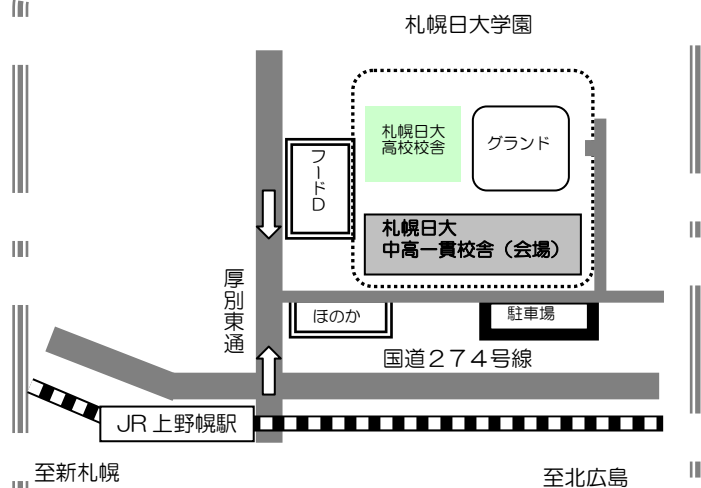 札幌日大学園
札幌日大
高校校舎
グランド
フードD
札幌日大
中高一貫校舎（会場）
厚別東通
ほのか
駐車場
国道２７４号線
JR 上野幌駅
至新札幌
至北広島